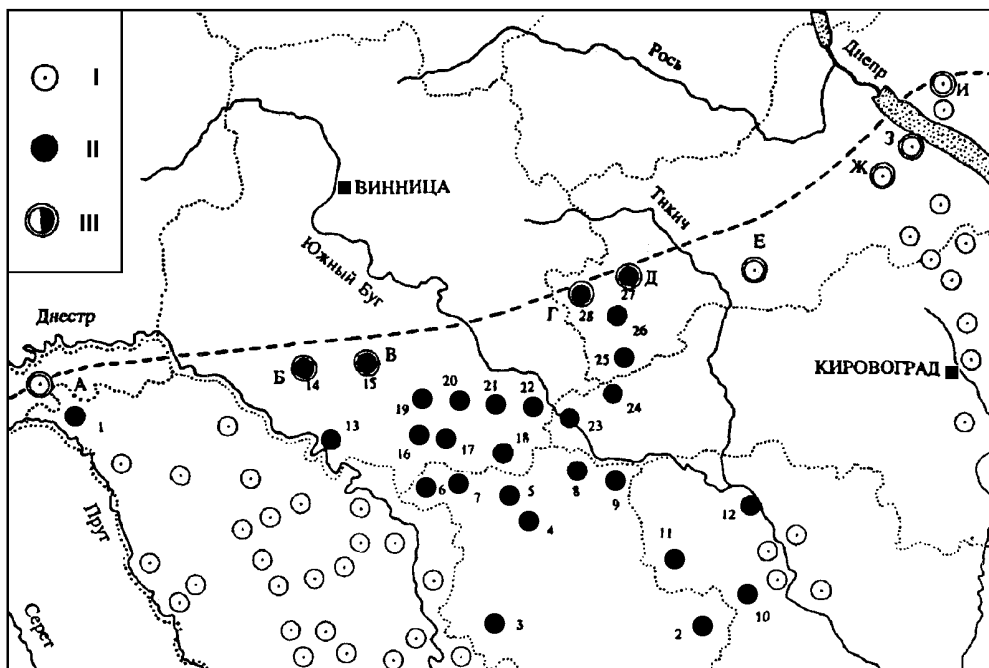 I
II
III
Рось
Днепр
И
З
Ж
ВИННИЦА
Тикич
Е
Южный Буг
Д
27
Г
28
26
Днестр
В
Б
14
15
25
КИРОВОГРАД
А
1
20
21
22
19
24
23
13
16
17
18
6
7
5
8
9
4
12
Прут
11
10
3
2
Серет